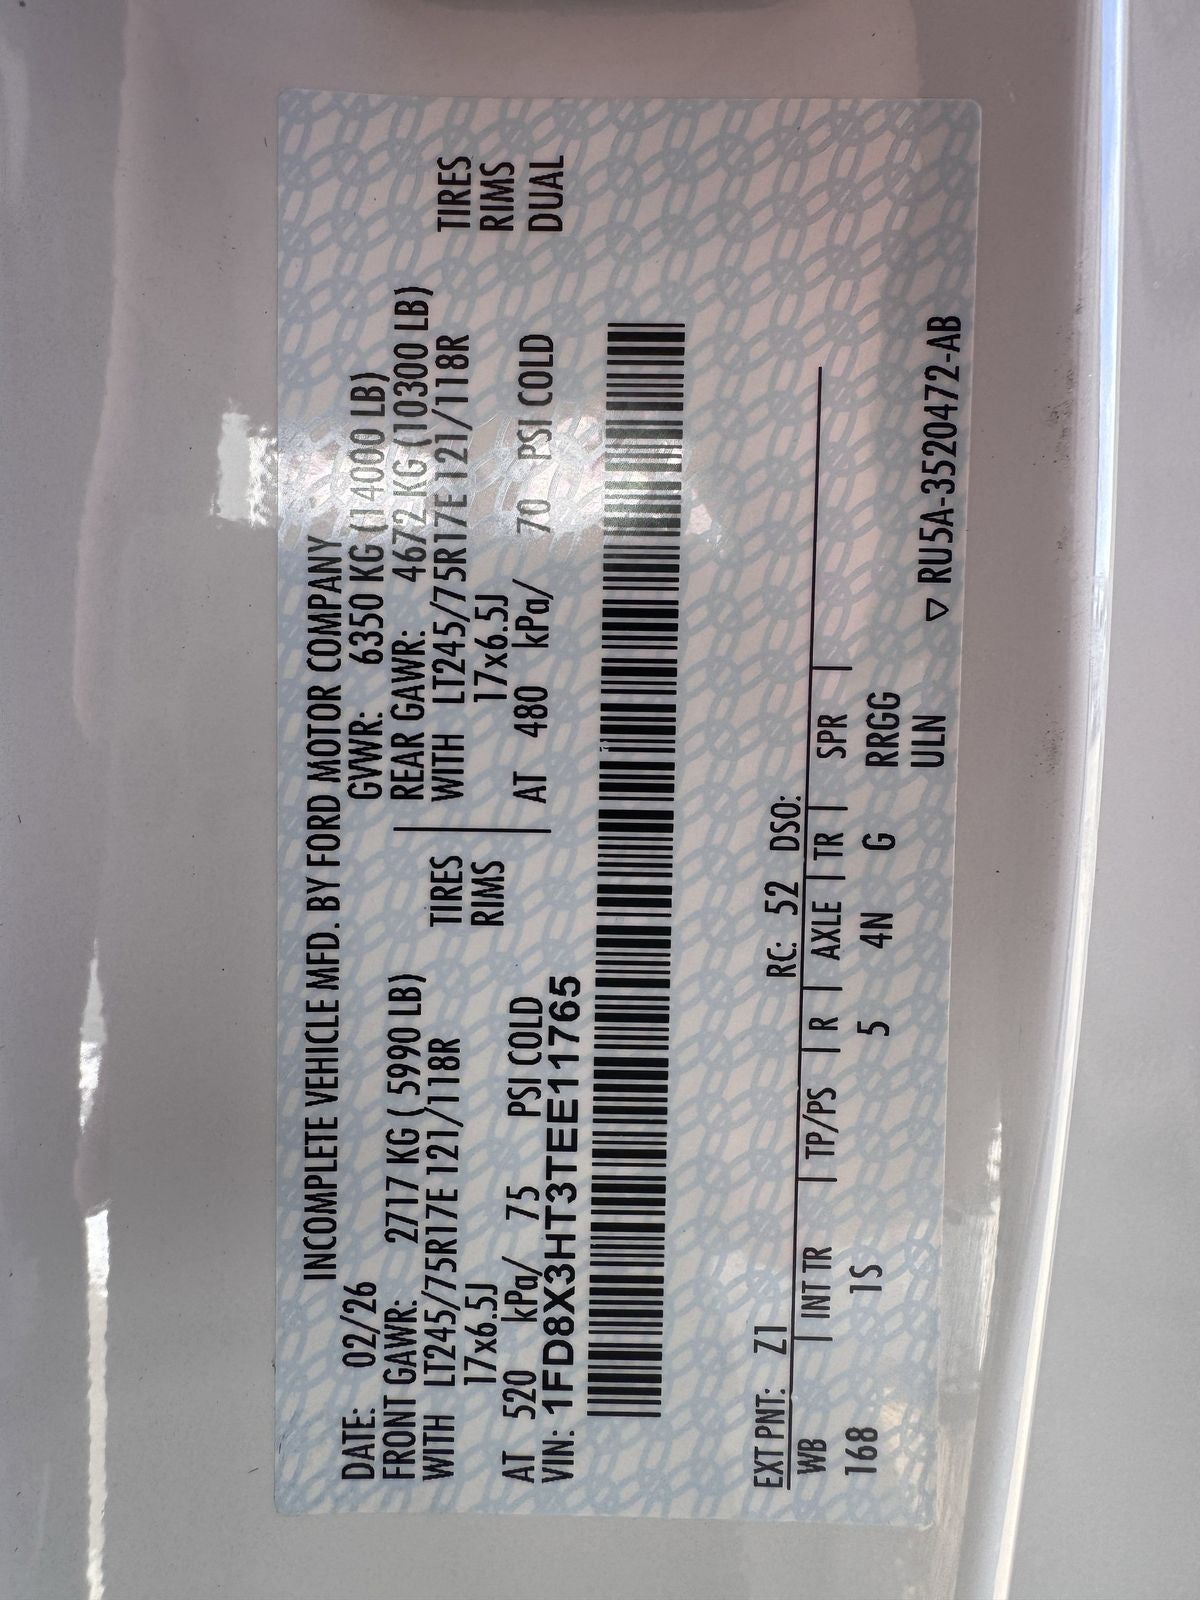 INCOMPLETE VEHICLE MFD. BY FORD MOTOR COMPANY
DATE: 02/26 GVWR: 6350 KG (14000 LB)
FRONT GAWR: 2717 KG ( 5990 LB) REAR GAWR: 4672 KG (10300 LB)
WITH LT245/75R17E 121/118R TIRES WITH LT245/75R17E 121/118R TIRES
17x6.5J RIMS 17x6.5J RIMS
AT 520 kPa/ 75 PSI COLD AT 480 kPa/ 70 PSI COLD DUAL
VIN: 1FD8X3HT3TEE11765
EXT PNT: Z1 RC: 52 DSO:
WB | INT TR | TP/PS | R | AXLE | TR | SPR |
168 1S 5 4N G RRGG
ULN ▽ RU5A-3520472-AB